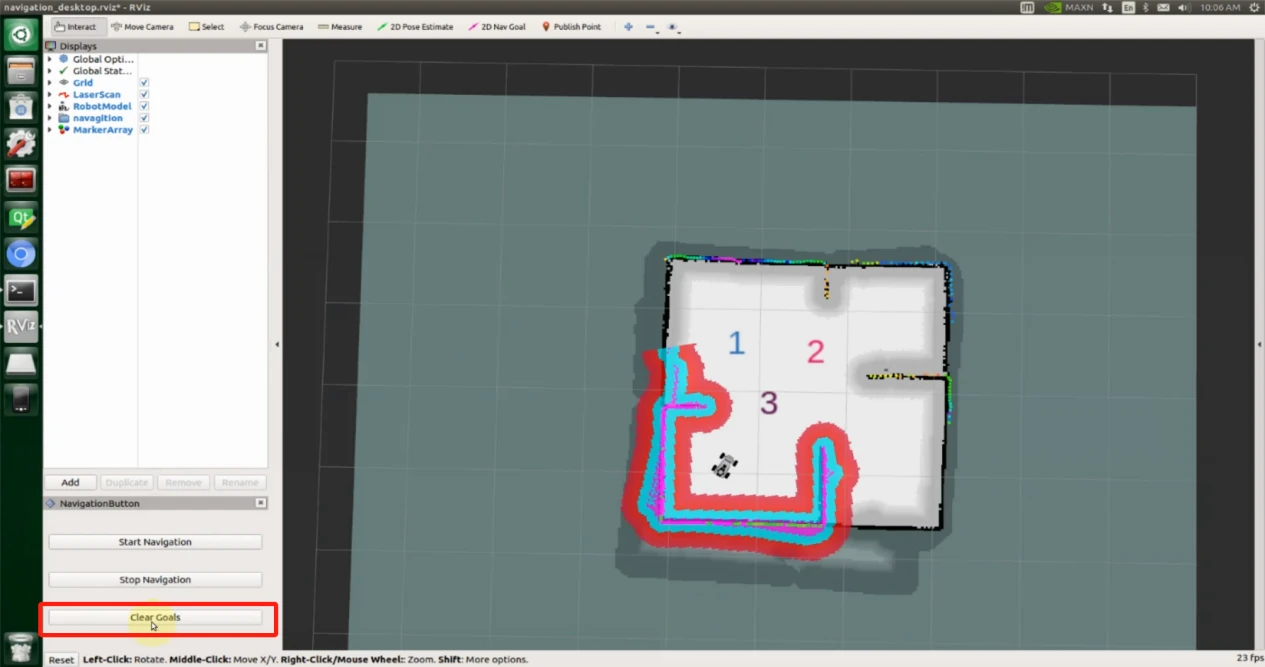 navigation_desktop.rviz* - RViz
MAXN En 10:06 AM
Interact Move Camera Select Focus Camera Measure 2D Pose Estimate 2D Nav Goal Publish Point
Displays
Global Opti...
Global Stat...
Grid
LaserScan
RobotModel
navagition
MarkerArray
Qt
RViz
1
2
3
Add Duplicate Remove Rename
NavigationButton
Start Navigation
Stop Navigation
Clear Goals
Reset Left-Click: Rotate. Middle-Click: Move X/Y. Right-Click/Mouse Wheel:: Zoom. Shift: More options. 23 fps